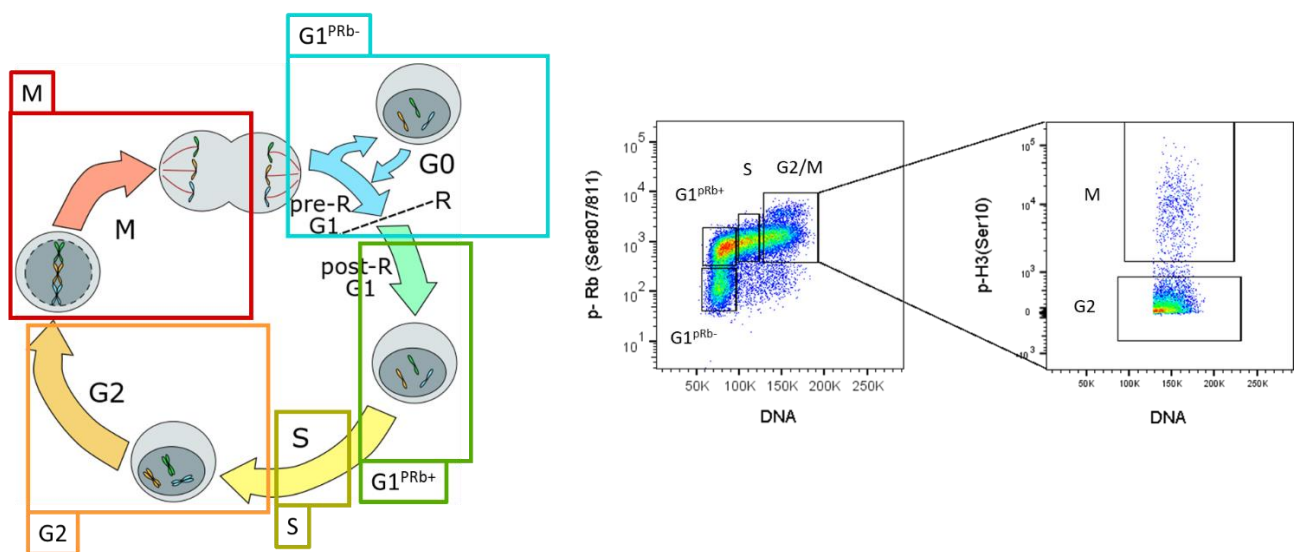 G1PRb-
M
G0
pre-R
G1
R
M
post-R
G1
G2
S
G1PRb+
G2
S
p- Rb (Ser807/811)
10^5
10^4
10^3
10^2
10^1
G1pRb+
S
G2/M
G1pRb-
50K 100K 150K 200K 250K
DNA
p-H3(Ser10)
10^5
10^4
10^3
0
-10^3
M
G2
50K 100K 150K 200K 250K
DNA